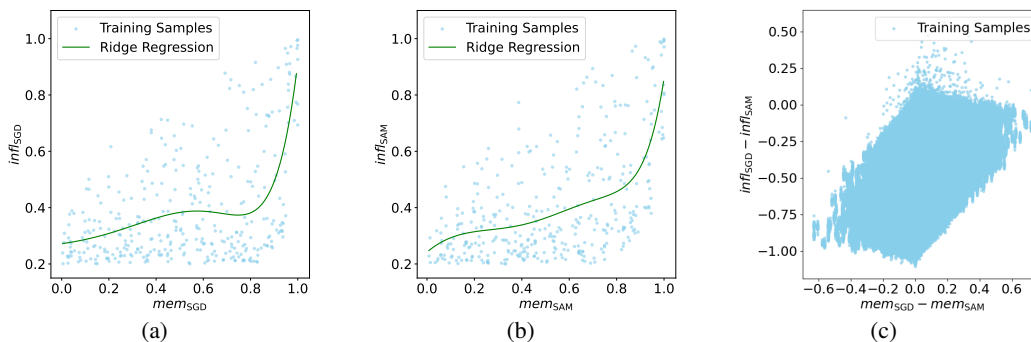 Training Samples
Ridge Regression
infl_SGD
1.0
0.8
0.6
0.4
0.2
0.0 0.2 0.4 0.6 0.8 1.0
mem_SGD
(a)
Training Samples
Ridge Regression
infl_SAM
1.0
0.8
0.6
0.4
0.2
0.0 0.2 0.4 0.6 0.8 1.0
mem_SAM
(b)
Training Samples
infl_SGD − infl_SAM
0.50
0.25
0.00
−0.25
−0.50
−0.75
−1.00
−0.6 −0.4 −0.2 0.0 0.2 0.4 0.6
mem_SGD − mem_SAM
(c)